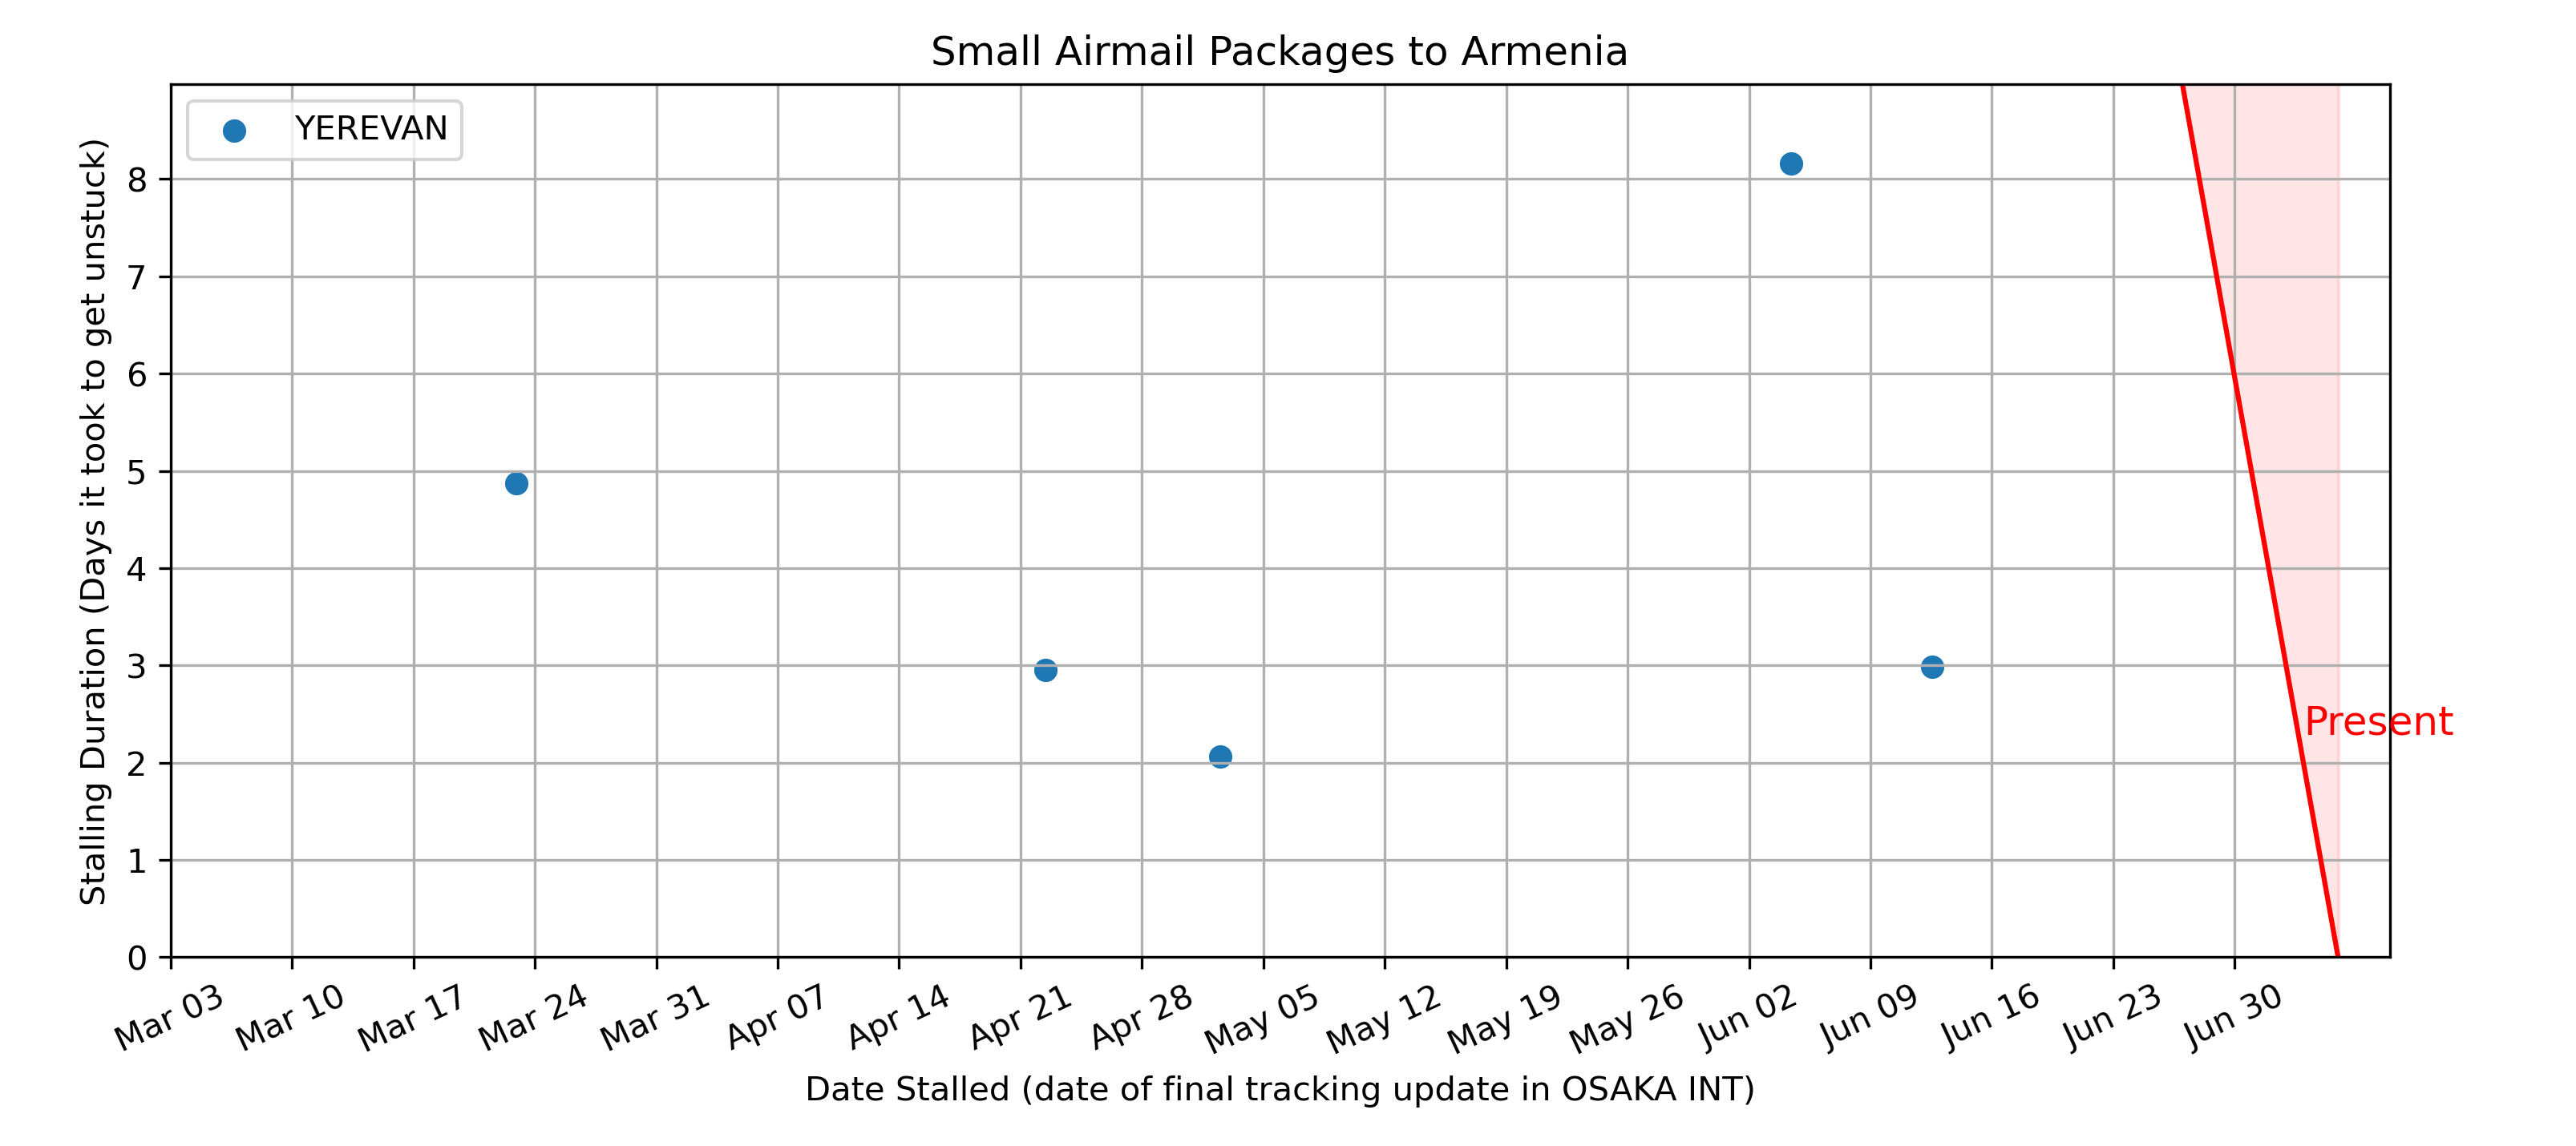 Small Airmail Packages to Armenia
YEREVAN
Stalling Duration (Days it took to get unstuck)
8
7
6
5
4
3
2
1
0
Present
Mar 03 Mar 10 Mar 17 Mar 24 Mar 31 Apr 07 Apr 14 Apr 21 Apr 28 May 05 May 12 May 19 May 26 Jun 02 Jun 09 Jun 16 Jun 23 Jun 30
Date Stalled (date of final tracking update in OSAKA INT)